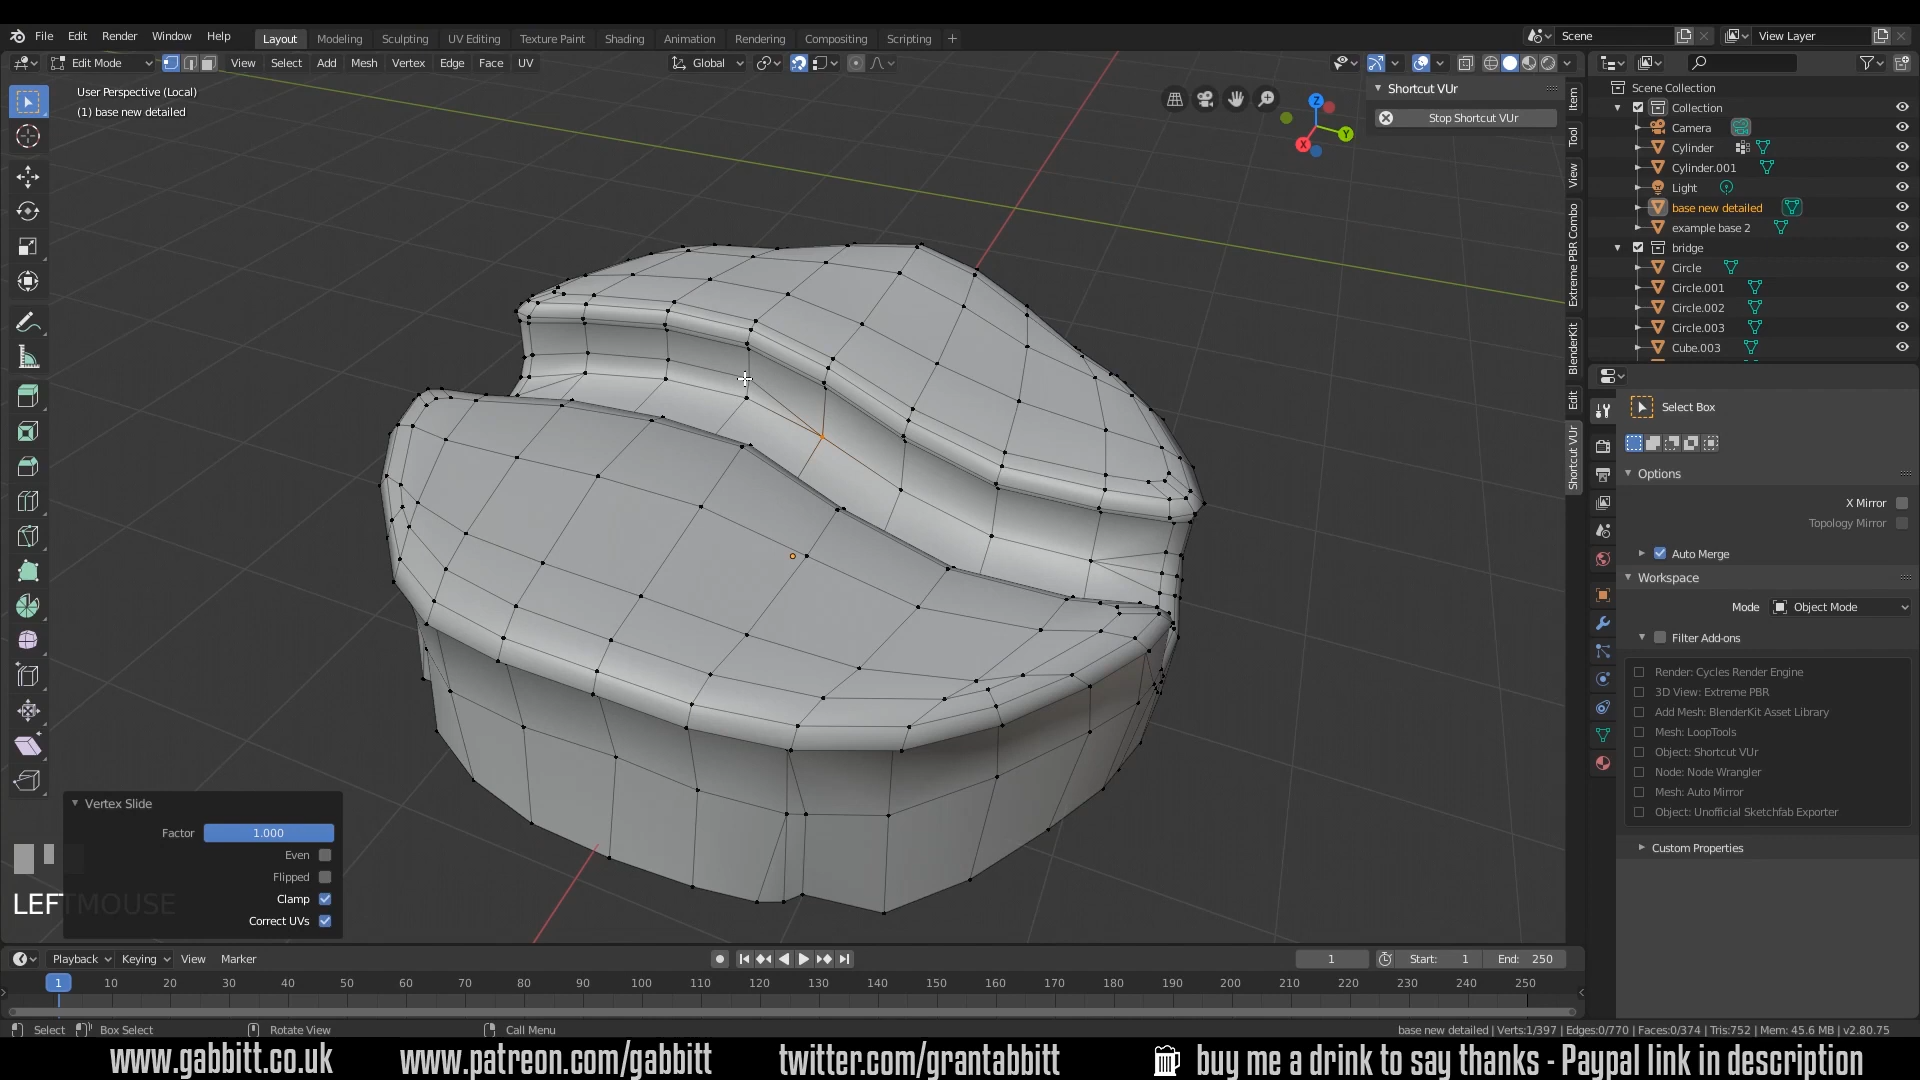 File Edit Render Window Help
Layout Modeling Sculpting UV Editing Texture Paint Shading Animation Rendering Compositing Scripting
Scene
View Layer
Edit Mode View Select Add Mesh Vertex Edge Face UV
Global
User Perspective (Local)
(1) base new detailed
Z
Y
X
Shortcut VUr
Stop Shortcut VUr
Item
Tool
View
Extreme PBR Combo
BlenderKit
Edit
Shortcut VUr
Scene Collection
Collection
Camera
Cylinder
Cylinder.001
Light
base new detailed
example base 2
bridge
Circle
Circle.001
Circle.002
Circle.003
Cube.003
Select Box
Options
X Mirror
Topology Mirror
Auto Merge
Workspace
Mode Object Mode
Filter Add-ons
Render: Cycles Render Engine
3D View: Extreme PBR
Add Mesh: BlenderKit Asset Library
Mesh: LoopTools
Object: Shortcut VUr
Node: Node Wrangler
Mesh: Auto Mirror
Object: Unofficial Sketchfab Exporter
Custom Properties
Vertex Slide
Factor 1.000
Even
Flipped
Clamp
Correct UVs
LEFTMOUSE
Playback Keying View Marker
1
Start: 1
End: 250
1 10 20 30 40 50 60 70 80 90 100 110 120 130 140 150 160 170 180 190 200 210 220 230 240 250
Select Box Select Rotate View Call Menu
base new detailed | Verts:1/397 | Edges:0/770 | Faces:0/374 | Tris:752 | Mem: 45.6 MB | v2.80.75
www.gabbitt.co.uk www.patreon.com/gabbitt twitter.com/grantabbitt buy me a drink to say thanks - Paypal link in description